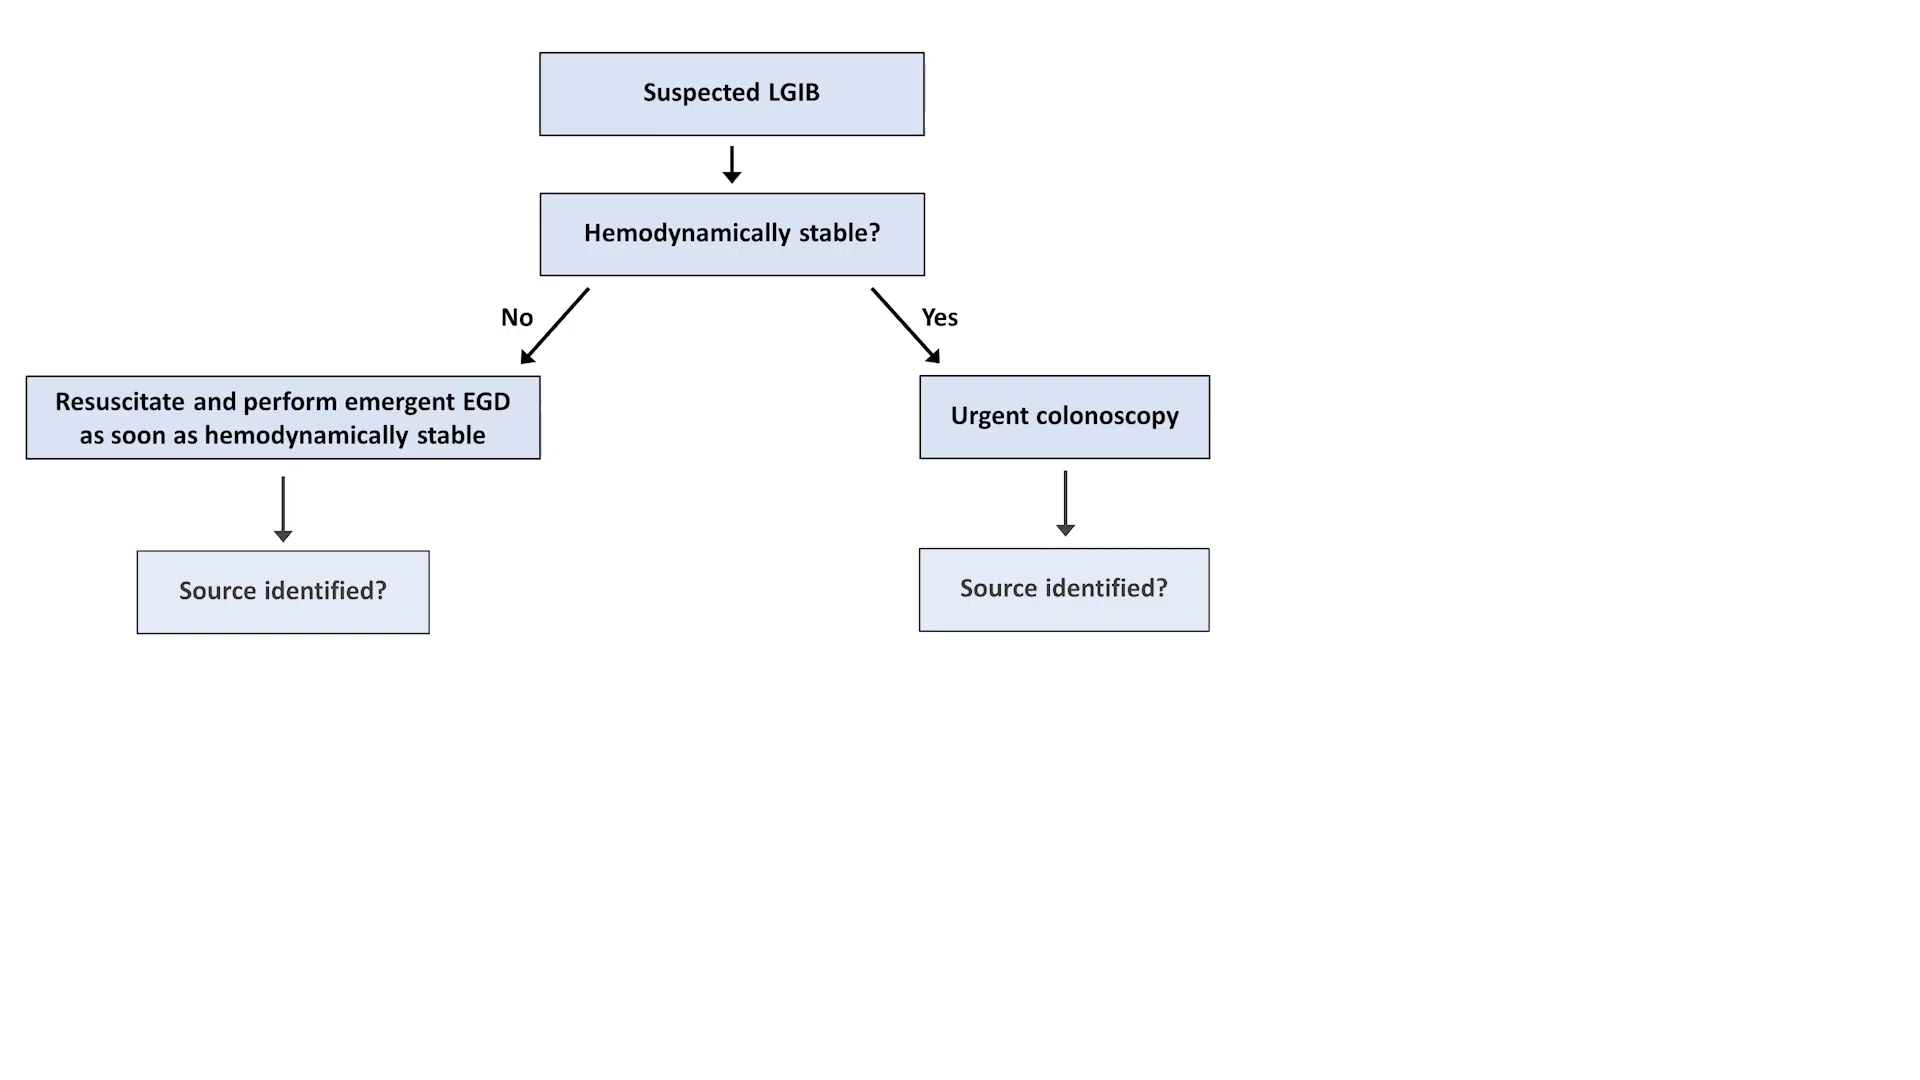 Suspected LGIB
Hemodynamically stable?
No
Yes
Resuscitate and perform emergent EGD
as soon as hemodynamically stable
Urgent colonoscopy
Source identified?
Source identified?